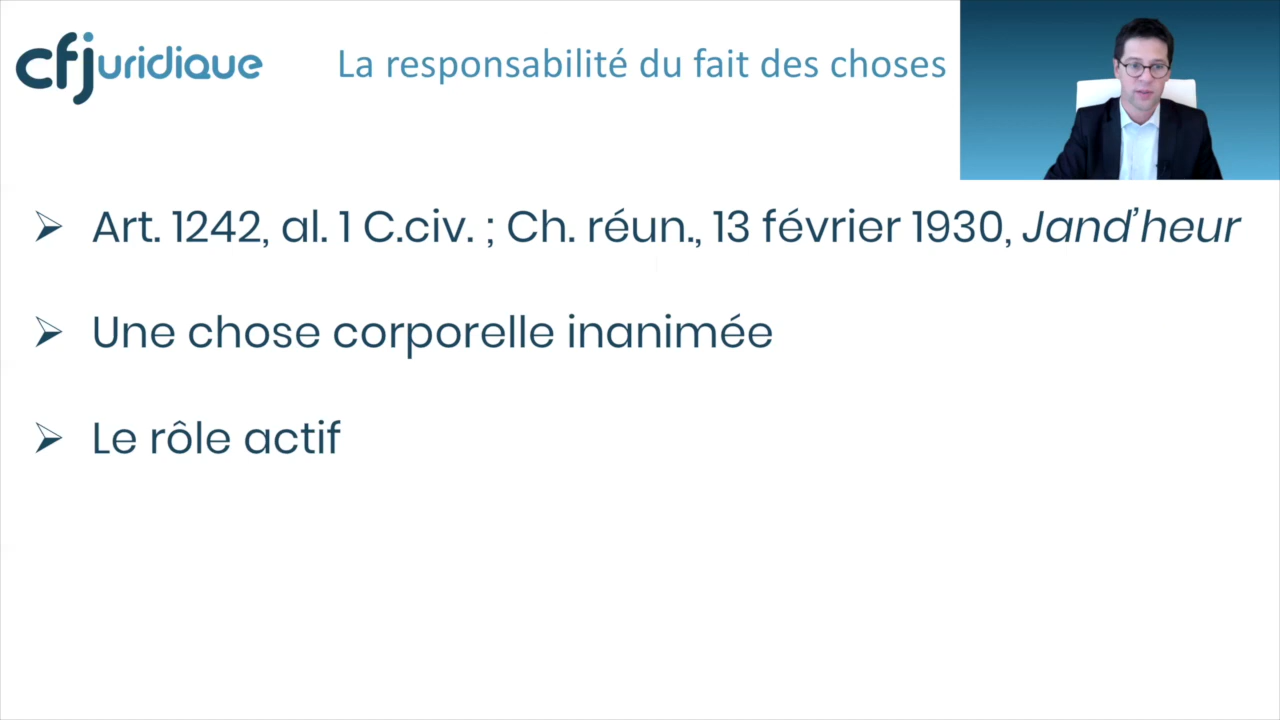 cfjuridique
La responsabilité du fait des choses
Art. 1242, al. 1 C.civ. ; Ch. réun., 13 février 1930, Jand’heur
Une chose corporelle inanimée
Le rôle actif